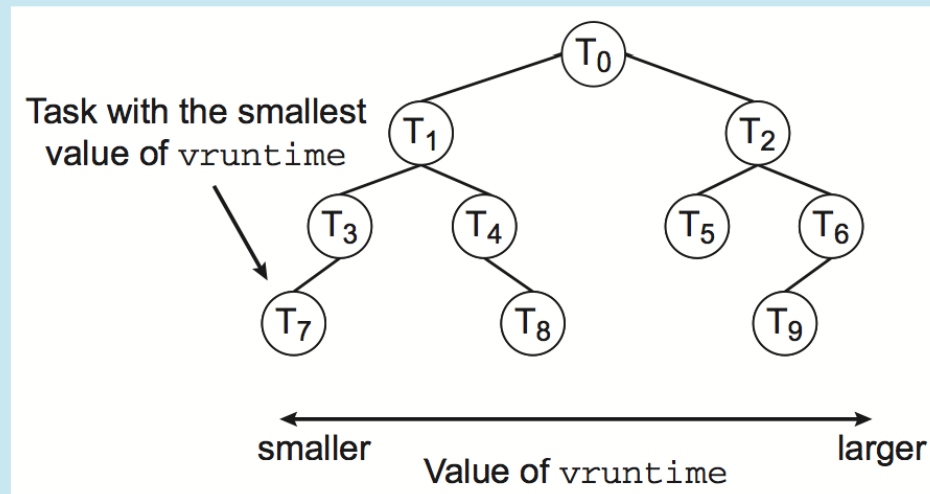 T0
Task with the smallest
value of vruntime
T1
T2
T3
T4
T5
T6
T7
T8
T9
smaller
larger
Value of vruntime